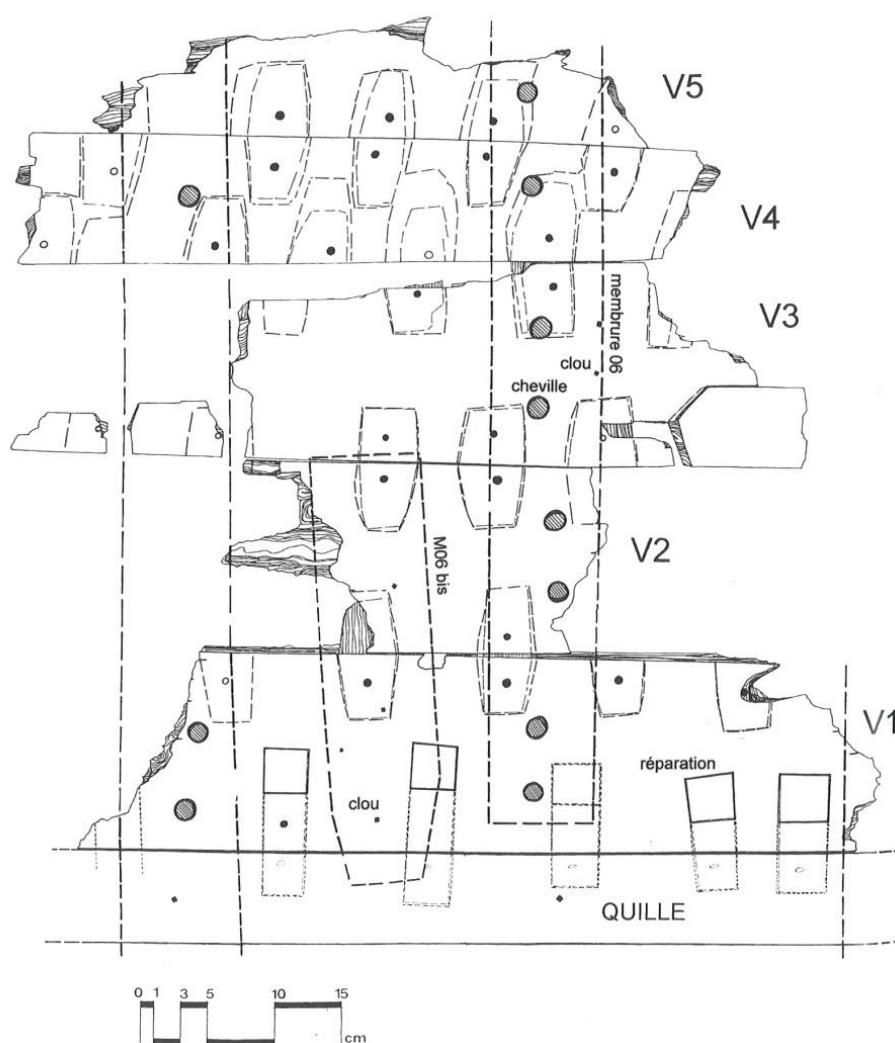 V5
V4
membrure 06
V3
clou
cheville
M06 bis
V2
V1
réparation
clou
QUILLE
0 1 3 5 10 15
cm